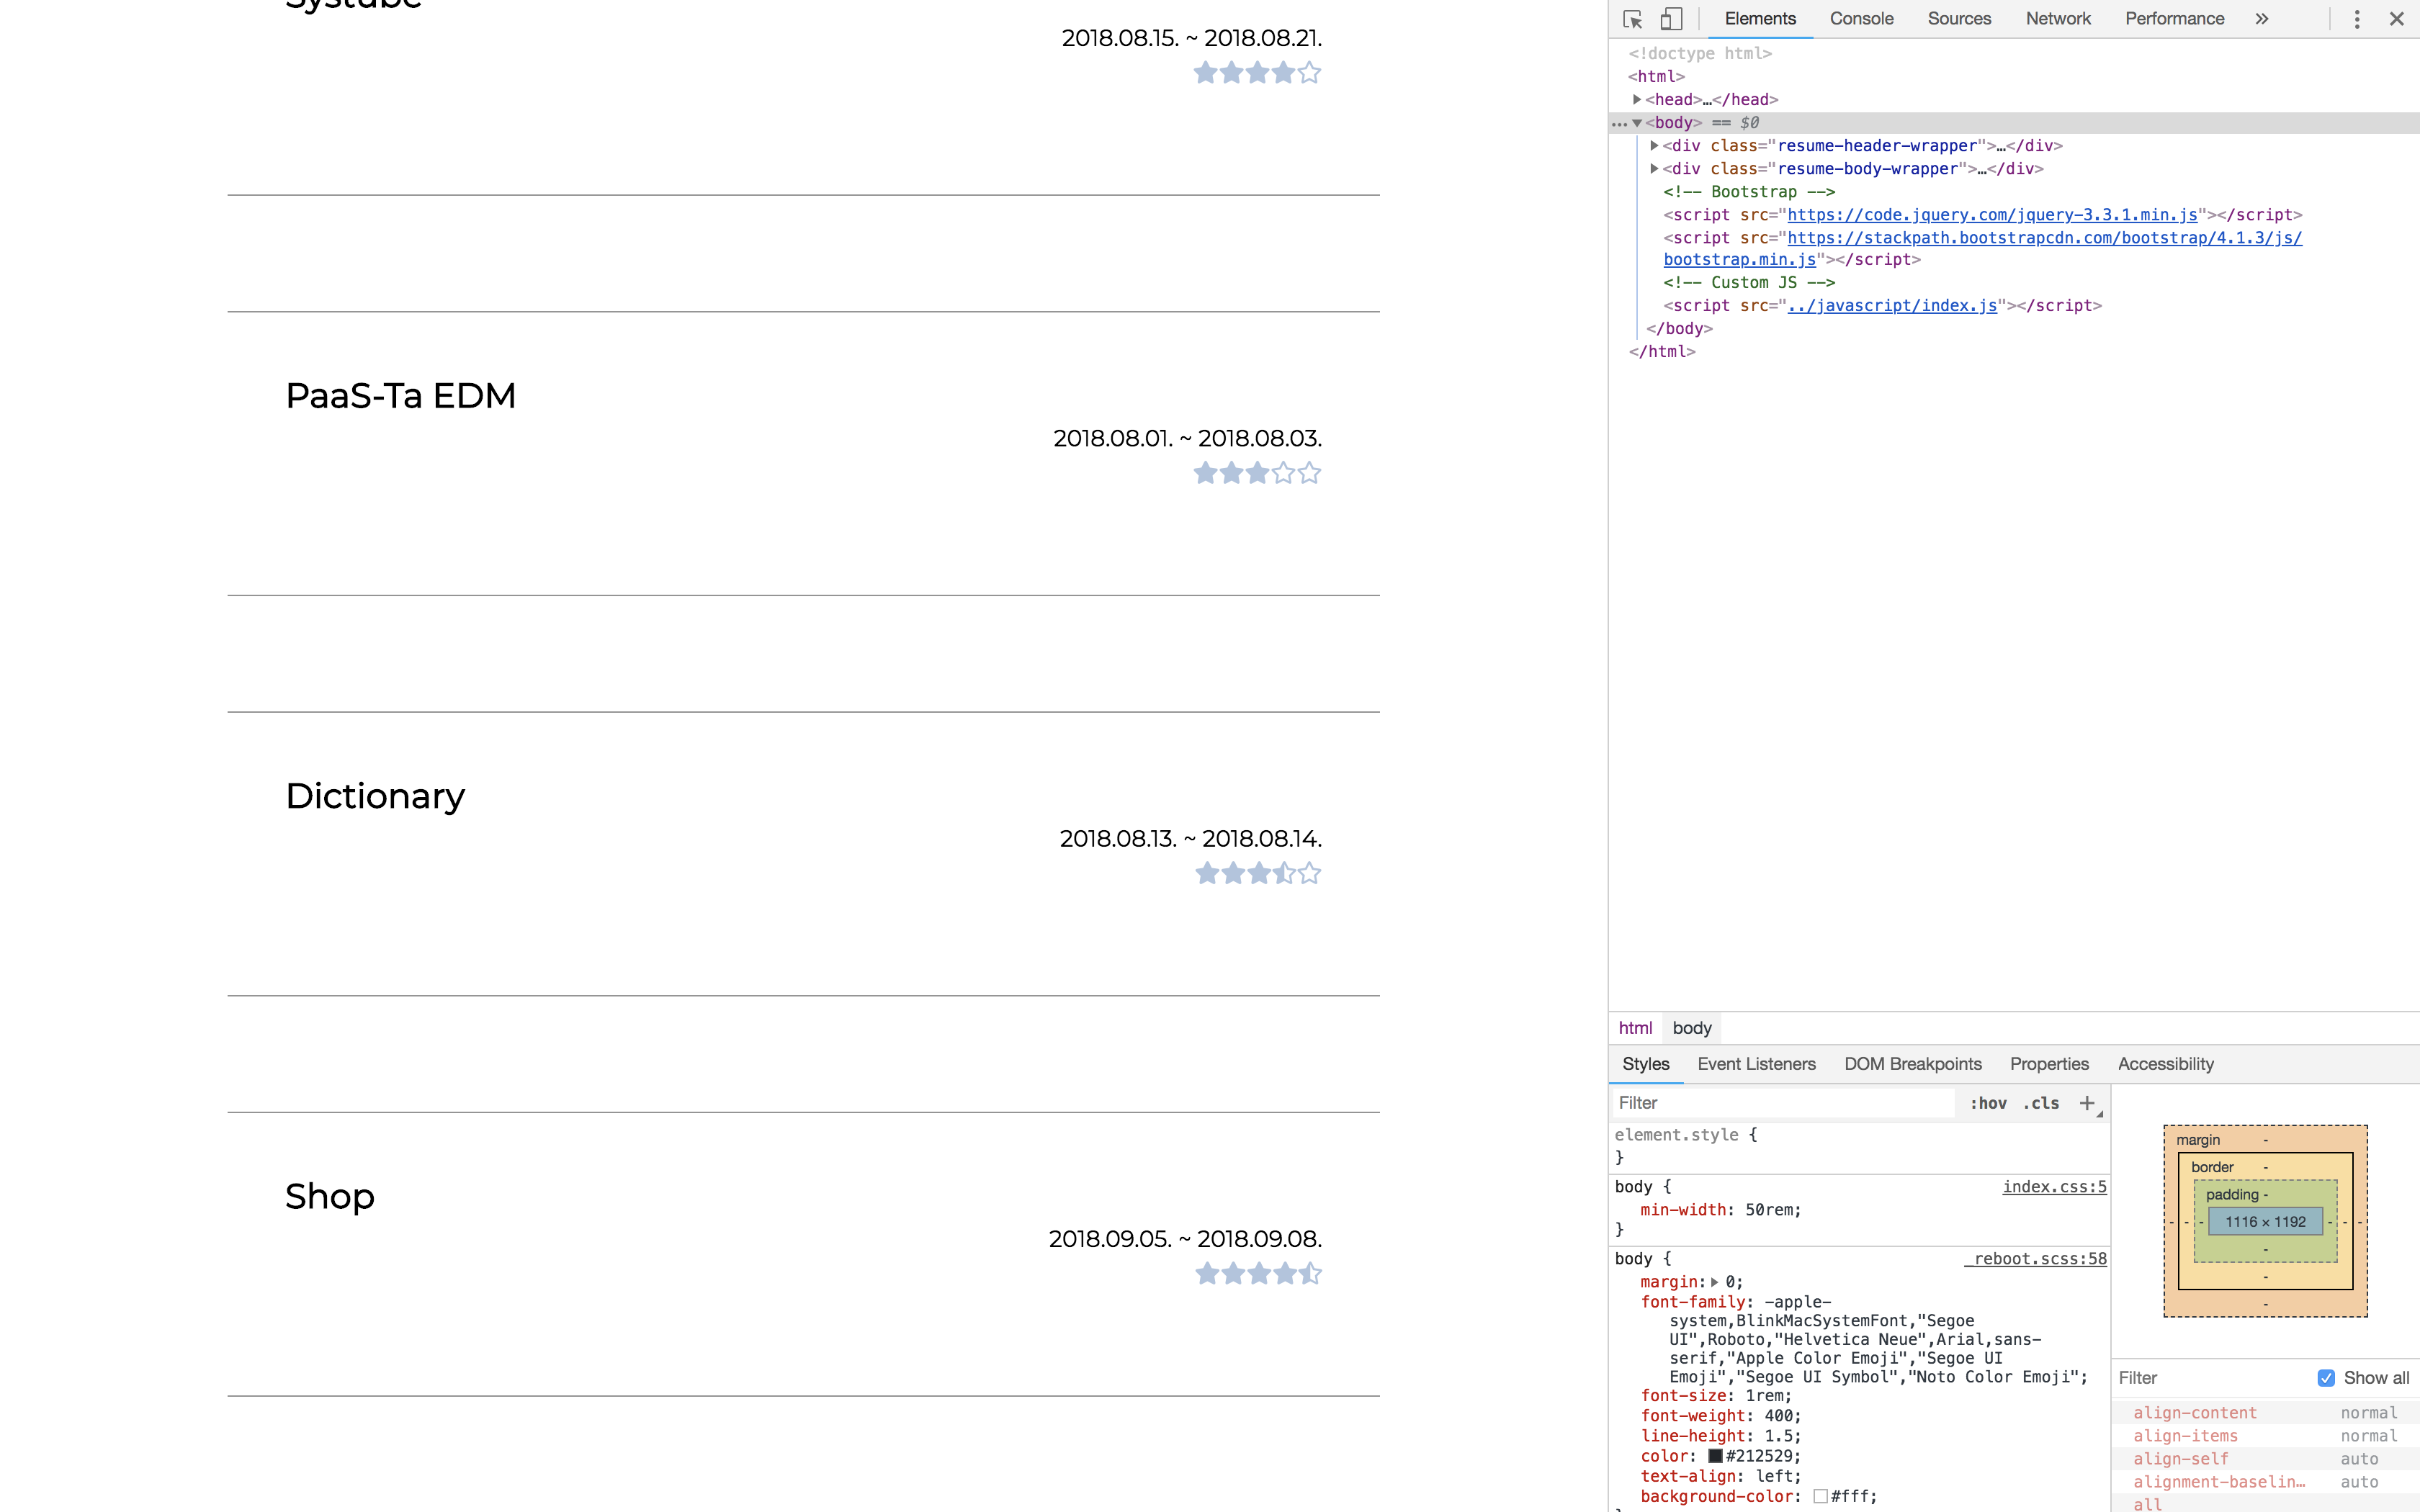 Systube
2018.08.15. ~ 2018.08.21.
PaaS-Ta EDM
2018.08.01. ~ 2018.08.03.
Dictionary
2018.08.13. ~ 2018.08.14.
Shop
2018.09.05. ~ 2018.09.08.
Elements Console Sources Network Performance »
<!doctype html>
<html>
<head>…</head>
… <body> == $0
<div class="resume-header-wrapper">…</div>
<div class="resume-body-wrapper">…</div>
<!-- Bootstrap -->
<script src="https://code.jquery.com/jquery-3.3.1.min.js"></script>
<script src="https://stackpath.bootstrapcdn.com/bootstrap/4.1.3/js/
bootstrap.min.js"></script>
<!-- Custom JS -->
<script src="../javascript/index.js"></script>
</body>
</html>
html body
Styles Event Listeners DOM Breakpoints Properties Accessibility
Filter :hov .cls +
element.style {
}
body { index.css:5
min-width: 50rem;
}
body { _reboot.scss:58
margin: 0;
font-family: -apple-
system,BlinkMacSystemFont,"Segoe
UI",Roboto,"Helvetica Neue",Arial,sans-
serif,"Apple Color Emoji","Segoe UI
Emoji","Segoe UI Symbol","Noto Color Emoji";
font-size: 1rem;
font-weight: 400;
line-height: 1.5;
color: #212529;
text-align: left;
background-color: #fff;
margin -
border -
padding -
- - - 1116 × 1192 - - -
-
-
-
Filter Show all
align-content normal
align-items normal
align-self auto
alignment-baselin… auto
all